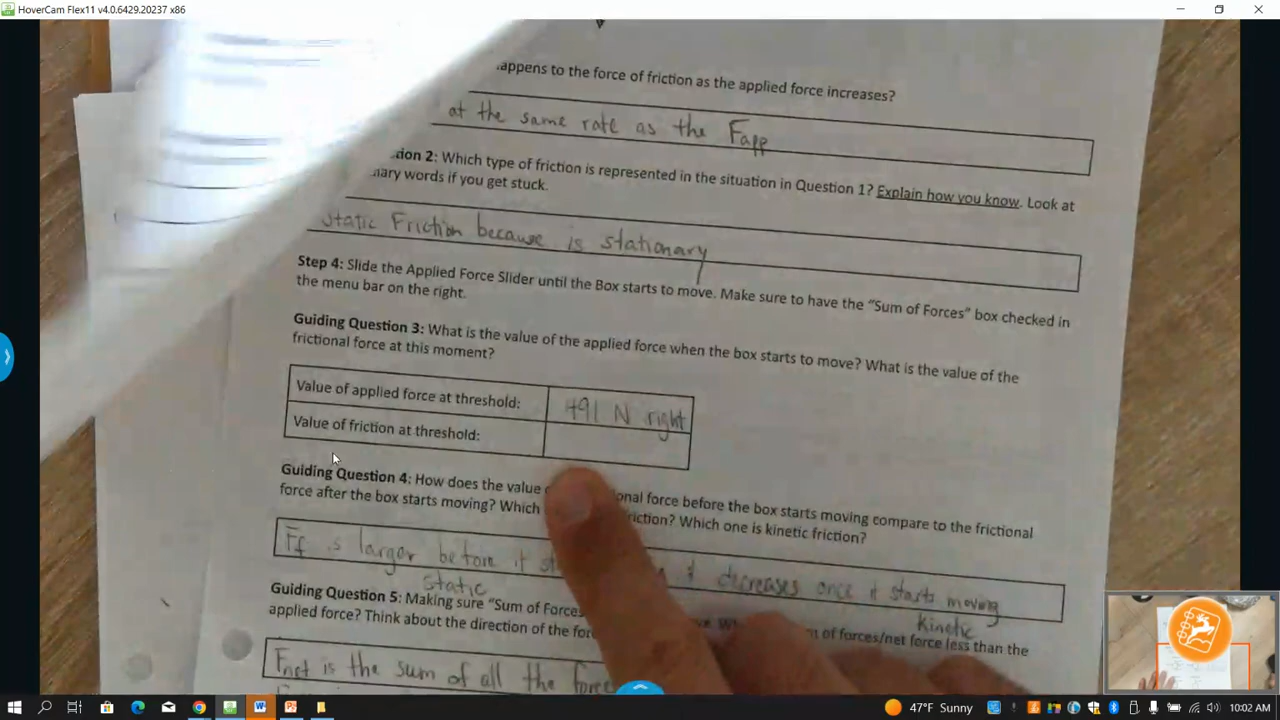 HoverCam Flex11 v4.0.6429.20237 x86
appens to the force of friction as the applied force increases?
at the same rate as the Fapp
tion 2: Which type of friction is represented in the situation in Question 1? Explain how you know. Look at
ary words if you get stuck.
Static Friction because is stationary
Step 4: Slide the Applied Force Slider until the Box starts to move. Make sure to have the "Sum of Forces" box checked in
the menu bar on the right.
Guiding Question 3: What is the value of the applied force when the box starts to move? What is the value of the
frictional force at this moment?
Value of applied force at threshold: 491 N right
Value of friction at threshold:
Guiding Question 4: How does the value onal force before the box starts moving compare to the frictional
force after the box starts moving? Which riction? Which one is kinetic friction?
Ff is larger before it decreases once it starts moving
static
kinetic
Guiding Question 5: Making sure "Sum of Forces of forces/net force less than the
applied force? Think about the direction of the for
Fnet is the sum of all the force
47°F Sunny
10:02 AM